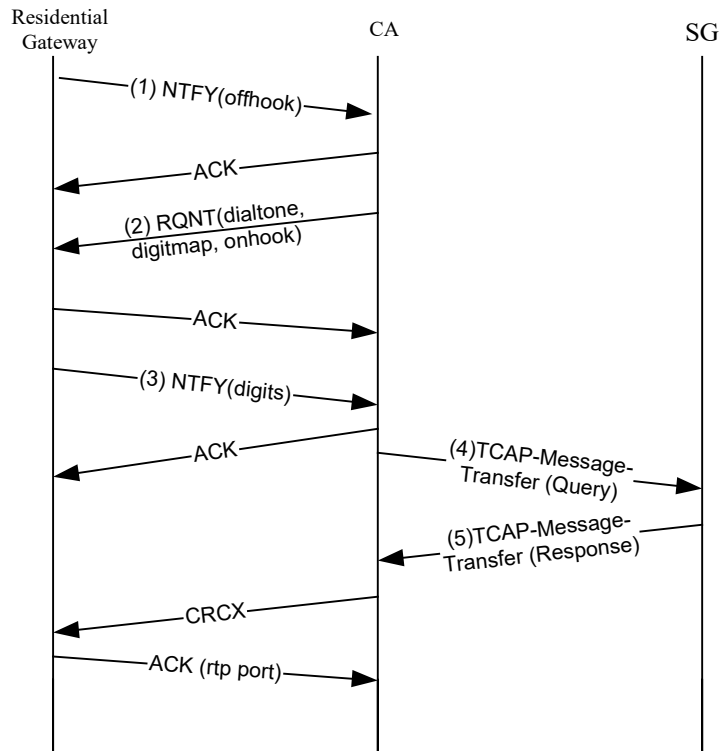 Residential
Gateway
CA
SG
(1) NTFY(offhook)
ACK
(2) RQNT(dialtone,
digitmap, onhook)
ACK
(3) NTFY(digits)
ACK
(4)TCAP-Message-
Transfer (Query)
(5)TCAP-Message-
Transfer (Response)
CRCX
ACK (rtp port)